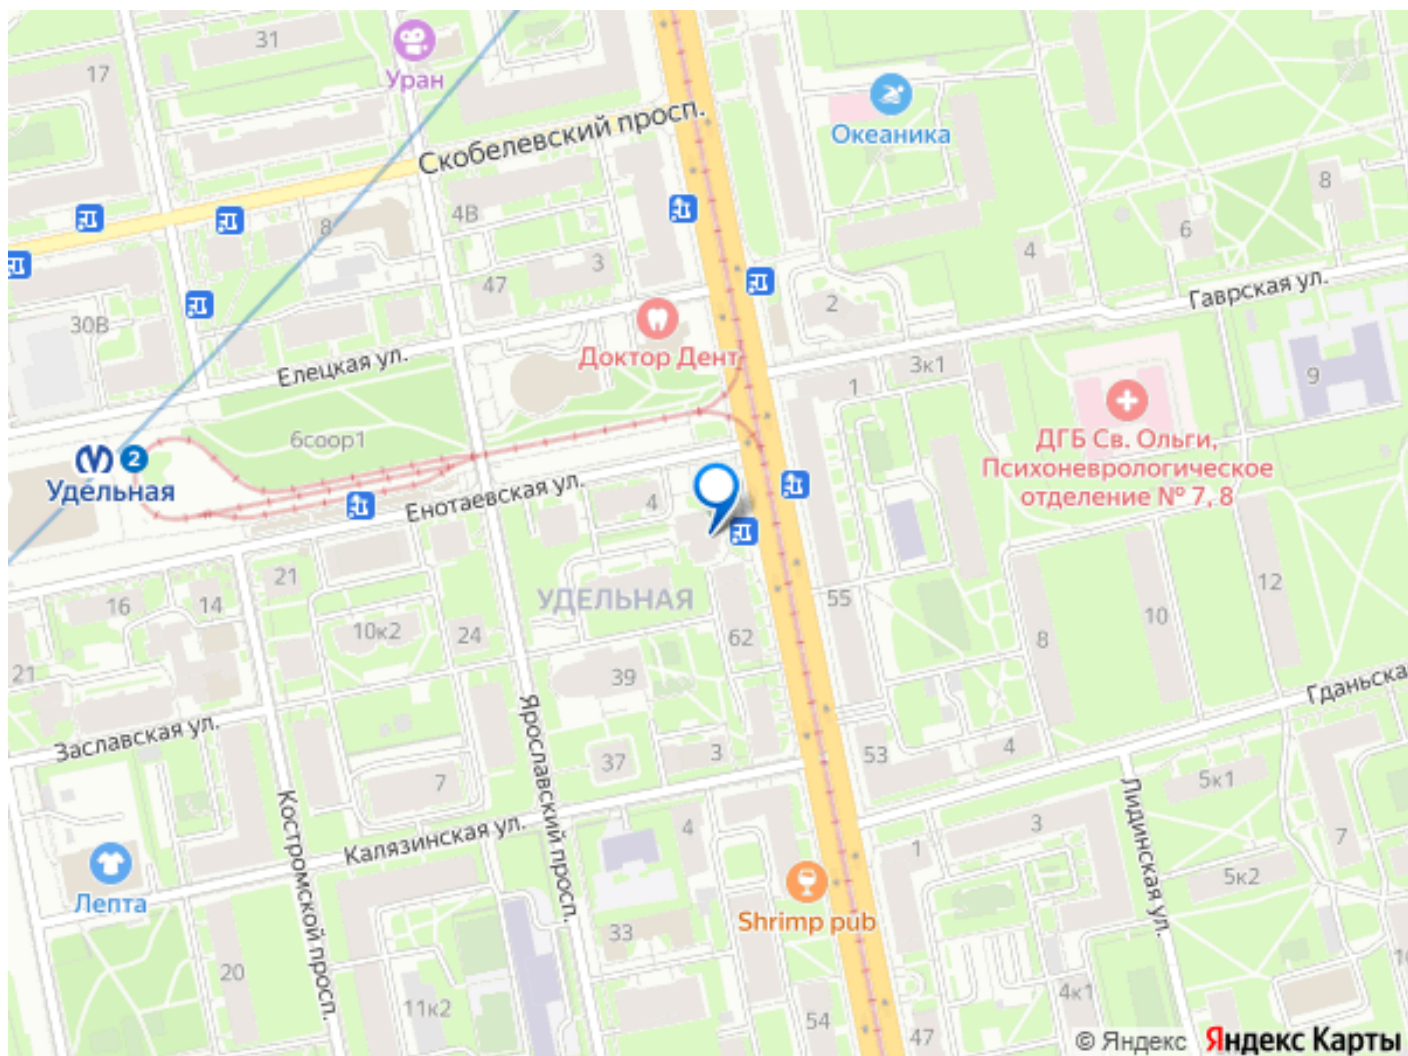 31
17
Уран
Скобелевский просп.
Океаника
8
4В
8
6
4
3
47
2
Гаврская ул.
30В
Доктор Дент
Елецкая ул.
3к1
1
9
6соор1
ДГБ Св. Ольги,
Психоневрологическое
отделение № 7, 8
2
Удельная
Енотаевская ул.
4
УДЕЛЬНАЯ
21
16
14
10к2
24
55
12
10
8
62
39
21
Гданьска
Заславская ул.
Ярославский просп.
3
53
4
37
7
5к1
Костромской просп.
Калязинская ул.
4
3
1
Лидинская ул.
7
5к2
Лепта
Shrimp pub
33
20
11к2
54
47
4к1
10
© Яндекс Яндекс Карты